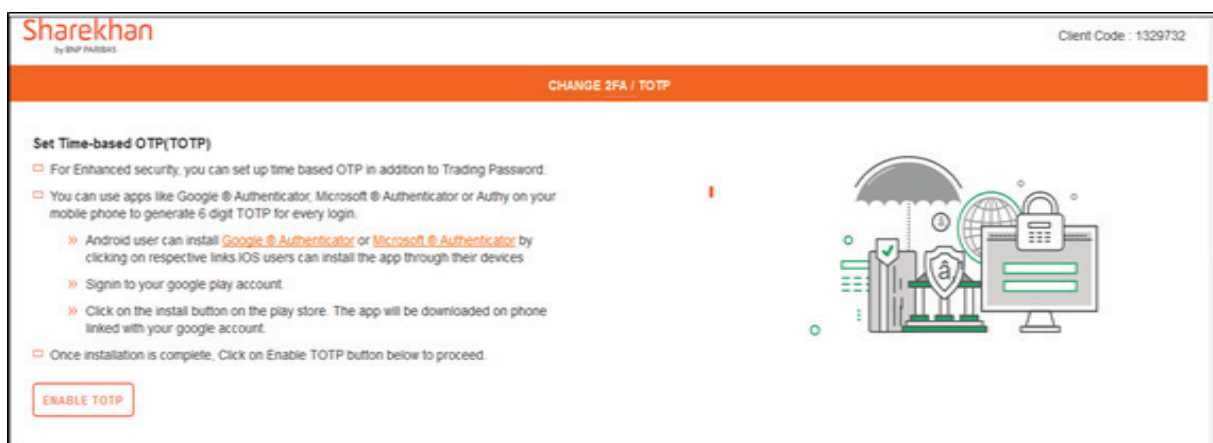 Sharekhan
by BNP PARIBAS
Client Code : 1329732
CHANGE 2FA / TOTP
Set Time-based OTP(TOTP)
For Enhanced security, you can set up time based OTP in addition to Trading Password.
You can use apps like Google ® Authenticator, Microsoft ® Authenticator or Authy on your
mobile phone to generate 6 digit TOTP for every login.
Android user can install Google ® Authenticator or Microsoft ® Authenticator by
clicking on respective links.IOS users can install the app through their devices
Signin to your google play account.
Click on the install button on the play store. The app will be downloaded on phone
linked with your google account.
Once installation is complete, Click on Enable TOTP button below to proceed.
ENABLE TOTP
â
â